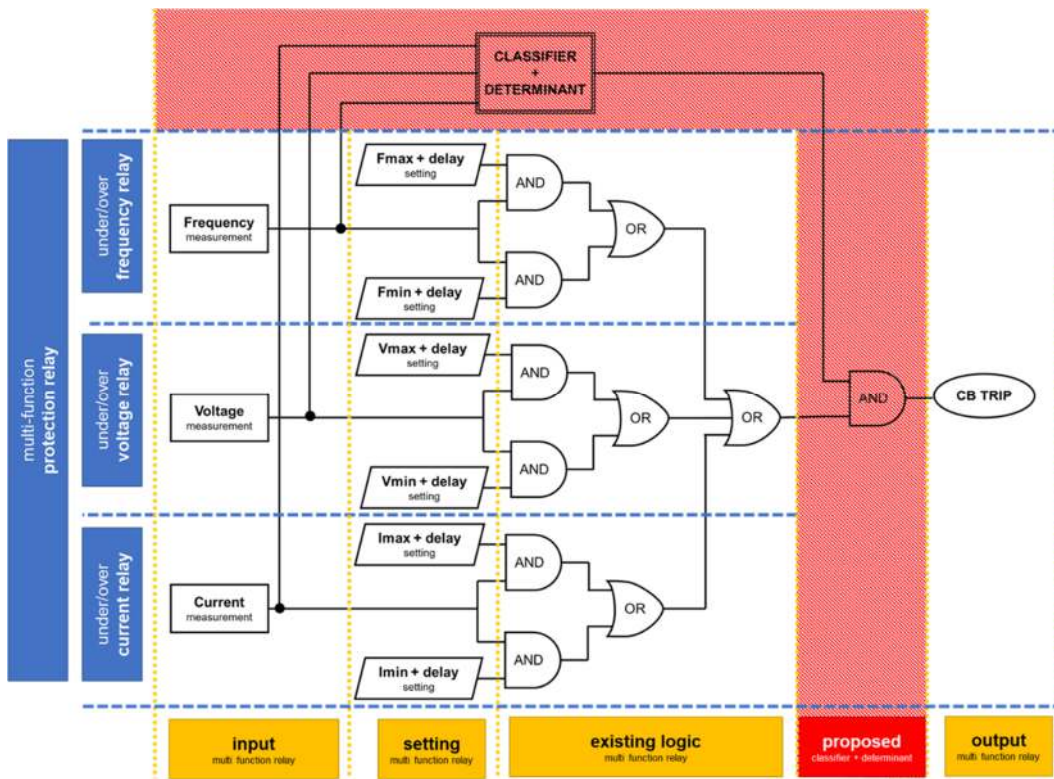 CLASSIFIER
+
DETERMINANT
multi-function
protection relay
under/over
frequency relay
Frequency
measurement
Fmax + delay
setting
AND
OR
AND
Fmin + delay
setting
under/over
voltage relay
Voltage
measurement
Vmax + delay
setting
AND
OR
AND
Vmin + delay
setting
OR
AND
CB TRIP
under/over
current relay
Current
measurement
Imax + delay
setting
AND
OR
AND
Imin + delay
setting
input
multi function relay
setting
multi function relay
existing logic
multi function relay
proposed
classifier + determinant
output
multi function relay